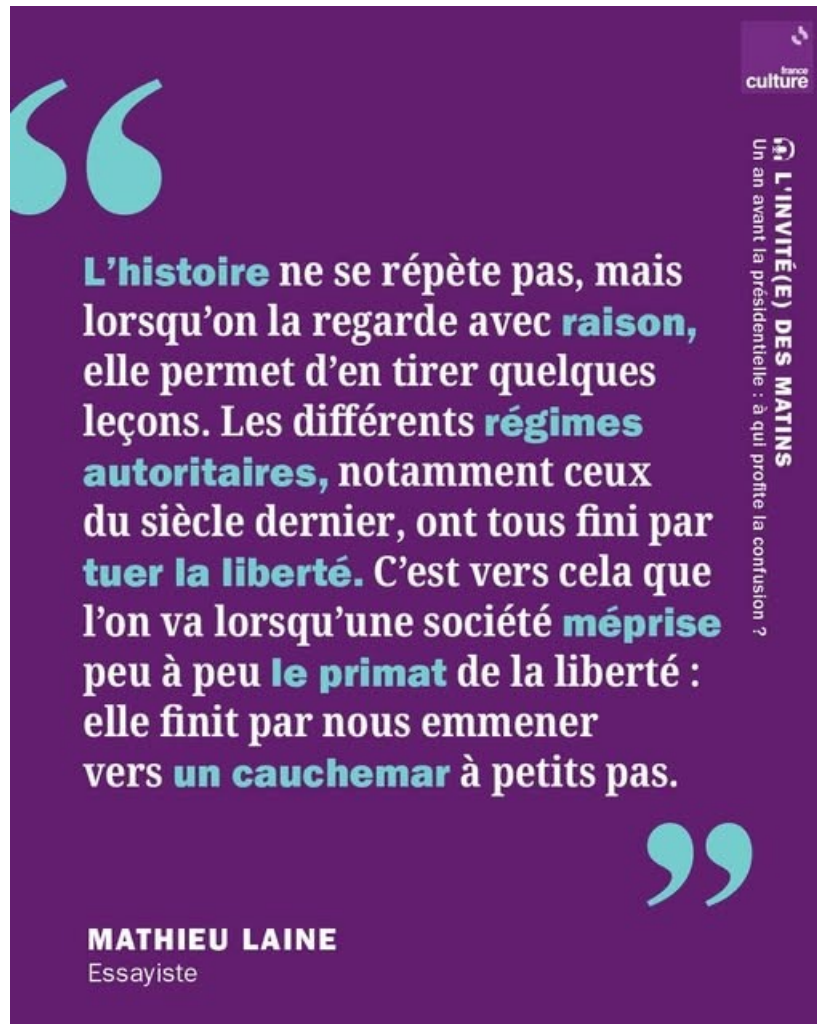 france
culture
L'INVITÉ(E) DES MATINS
Un an avant la présidentielle : à qui profite la confusion ?
“
L’histoire ne se répète pas, mais
lorsqu’on la regarde avec raison,
elle permet d’en tirer quelques
leçons. Les différents régimes
autoritaires, notamment ceux
du siècle dernier, ont tous fini par
tuer la liberté. C’est vers cela que
l’on va lorsqu’une société méprise
peu à peu le primat de la liberté :
elle finit par nous emmener
vers un cauchemar à petits pas.
”
MATHIEU LAINE
Essayiste